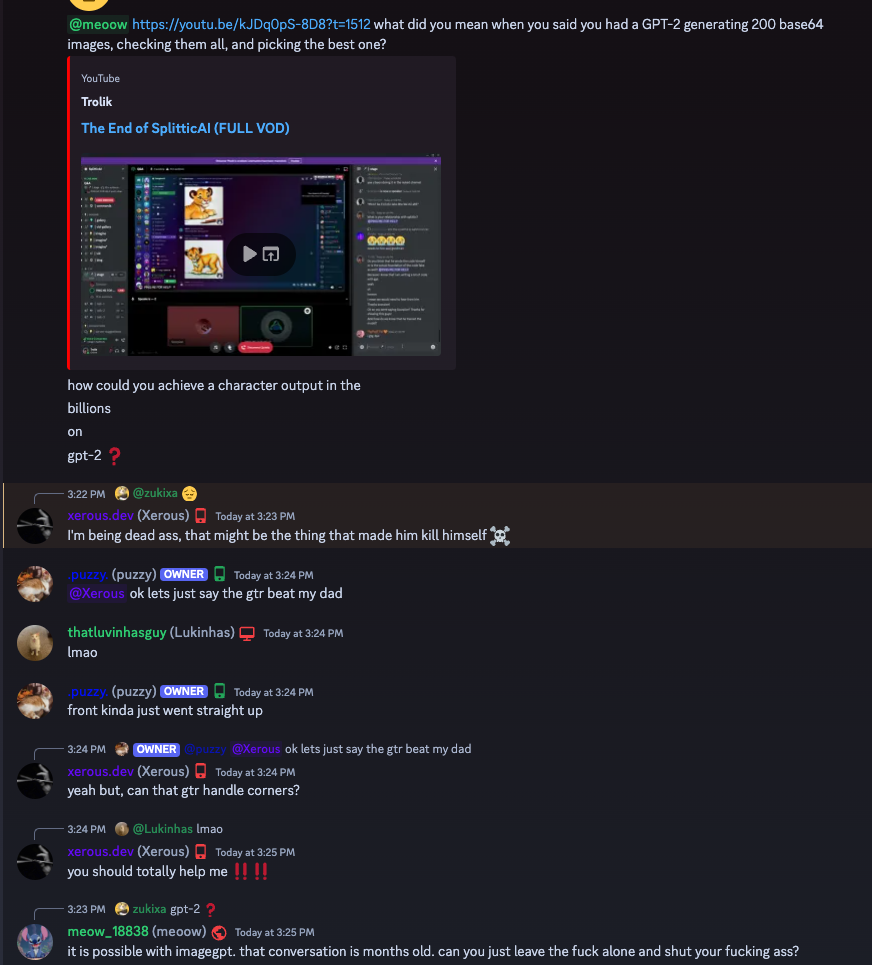 @meoow https://youtu.be/kJDq0pS-8D8?t=1512 what did you mean when you said you had a GPT-2 generating 200 base64
images, checking them all, and picking the best one?
YouTube
Trolik
The End of SplitticAI (FULL VOD)
how could you achieve a character output in the
billions
on
gpt-2 ❓
3:22 PM @zukixa 😔
xerous.dev (Xerous) Today at 3:23 PM
I'm being dead ass, that might be the thing that made him kill himself ☠️
.puzzy. (puzzy) OWNER Today at 3:24 PM
@Xerous ok lets just say the gtr beat my dad
thatluvinhasguy (Lukinhas) Today at 3:24 PM
lmao
.puzzy. (puzzy) OWNER Today at 3:24 PM
front kinda just went straight up
3:24 PM OWNER @puzzy @Xerous ok lets just say the gtr beat my dad
xerous.dev (Xerous) Today at 3:24 PM
yeah but, can that gtr handle corners?
3:24 PM @Lukinhas lmao
xerous.dev (Xerous) Today at 3:25 PM
you should totally help me ‼️ ‼️
3:23 PM zukixa gpt-2 ❓
meow_18838 (meoow) Today at 3:25 PM
it is possible with imagegpt. that conversation is months old. can you just leave the fuck alone and shut your fucking ass?